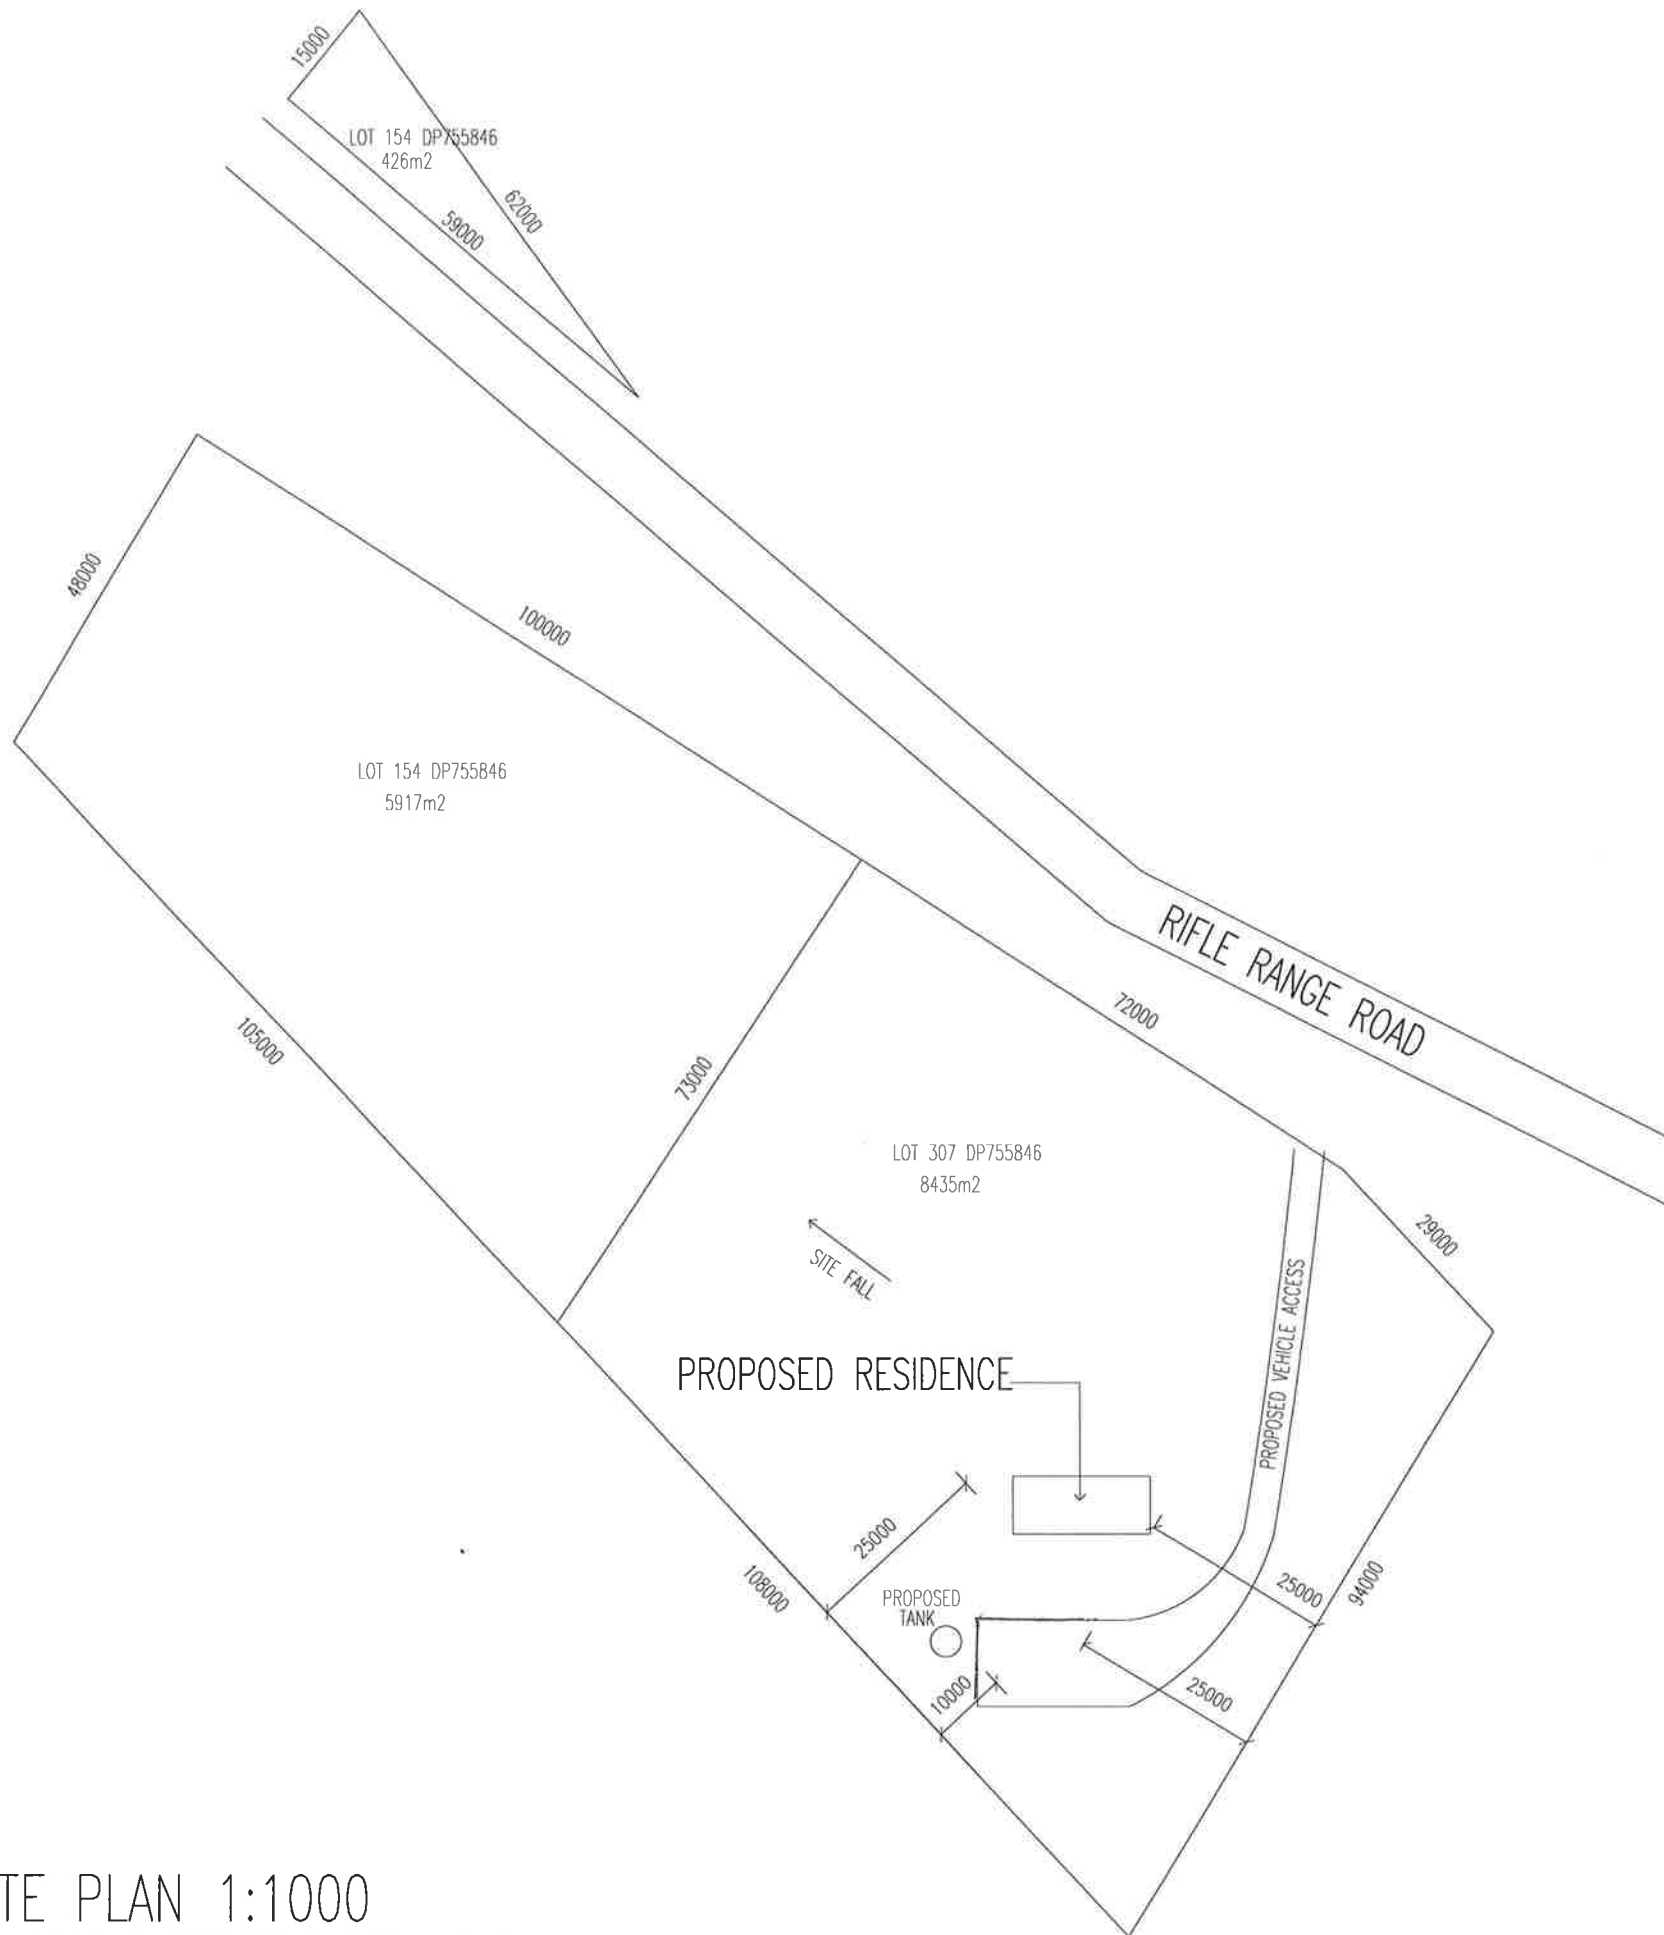 15000
LOT 154 DP755846
426m2
62000
59000
48000
100000
LOT 154 DP755846
5917m2
RIFLE RANGE ROAD
72000
105000
73000
LOT 307 DP755846
8435m2
29000
SITE FALL
PROPOSED VEHICLE ACCESS
PROPOSED RESIDENCE
25000
108000
25000
94000
PROPOSED
TANK
10000
25000
TE PLAN 1:1000